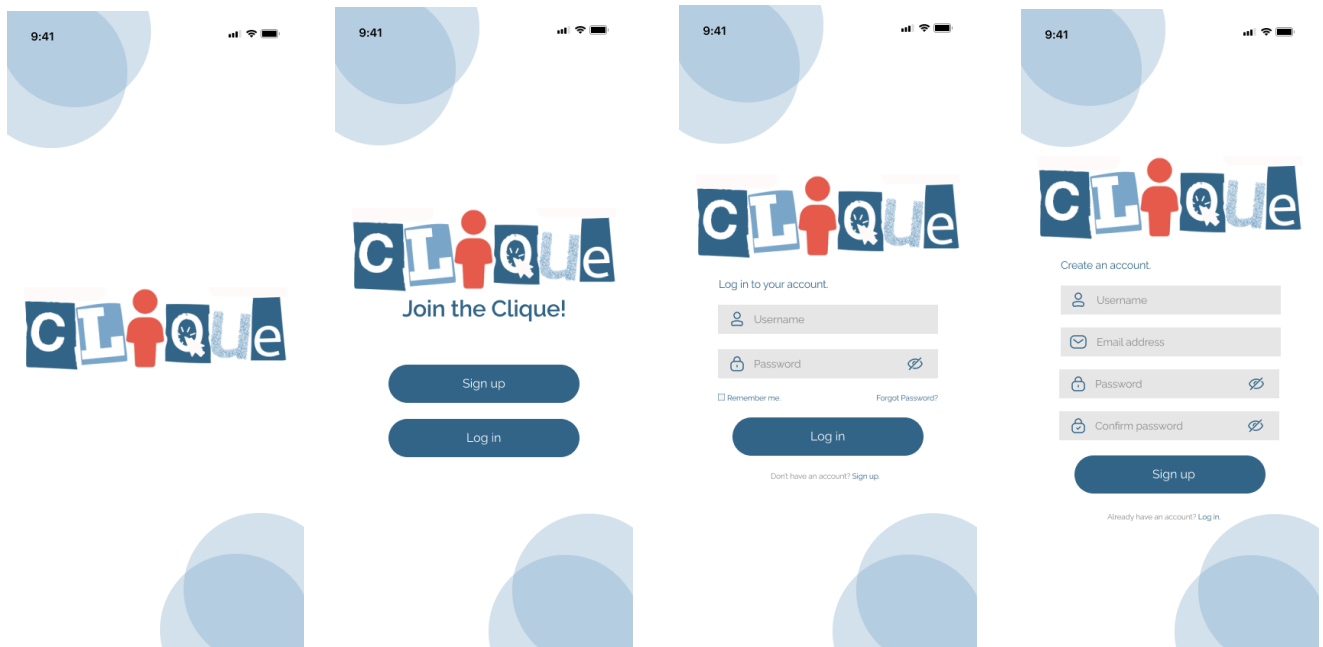 9:41
CLiQue
9:41
CLiQue
Join the Clique!
Sign up
Log in
9:41
CLiQue
Log in to your account.
Username
Password
Remember me.
Forgot Password?
Log in
Don't have an account? Sign up.
9:41
CLiQue
Create an account.
Username
Email address
Password
Confirm password
Sign up
Already have an account? Log in.